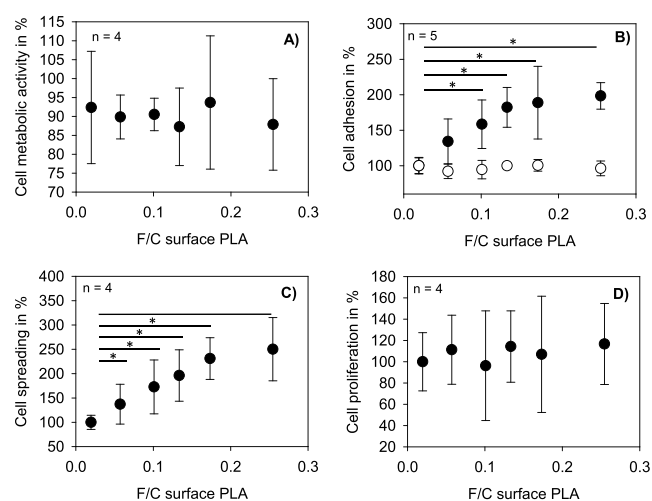 115
110
105
100
95
90
85
80
75
70
n = 4
A)
Cell metabolic activity in %
0.0 0.1 0.2 0.3
F/C surface PLA
300
250
200
150
100
50
n = 5
B)
*
*
*
*
Cell adhesion in %
0.0 0.1 0.2 0.3
F/C surface PLA
400
350
300
250
200
150
100
50
n = 4
C)
*
*
*
*
Cell spreading in %
0.0 0.1 0.2 0.3
F/C surface PLA
180
160
140
120
100
80
60
40
20
n = 4
D)
Cell proliferation in %
0.0 0.1 0.2 0.3
F/C surface PLA